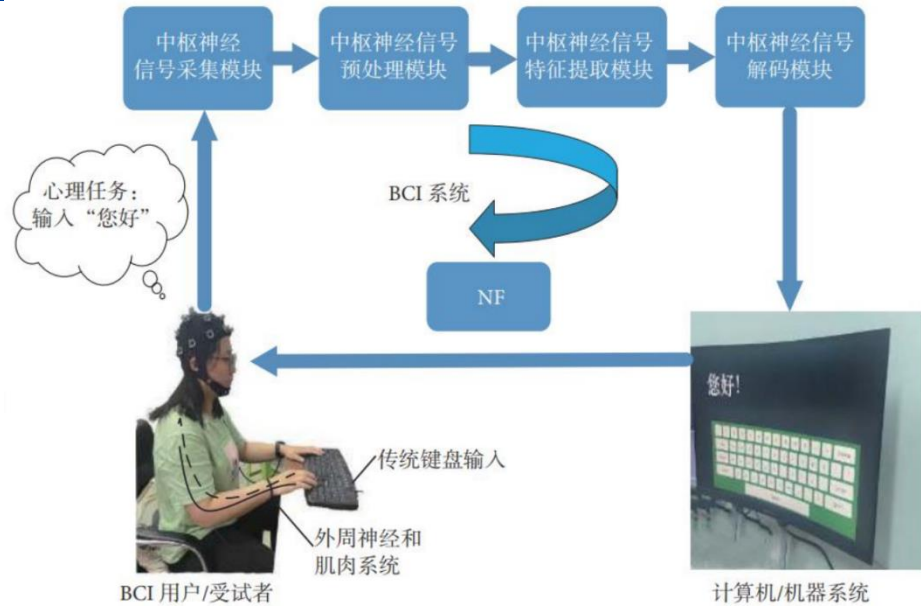 中枢神经
信号采集模块
中枢神经信号
预处理模块
中枢神经信号
特征提取模块
中枢神经信号
解码模块
心理任务：
输入“您好”
BCI 系统
NF
您好！
传统键盘输入
外周神经和
肌肉系统
BCI 用户/受试者
计算机/机器系统